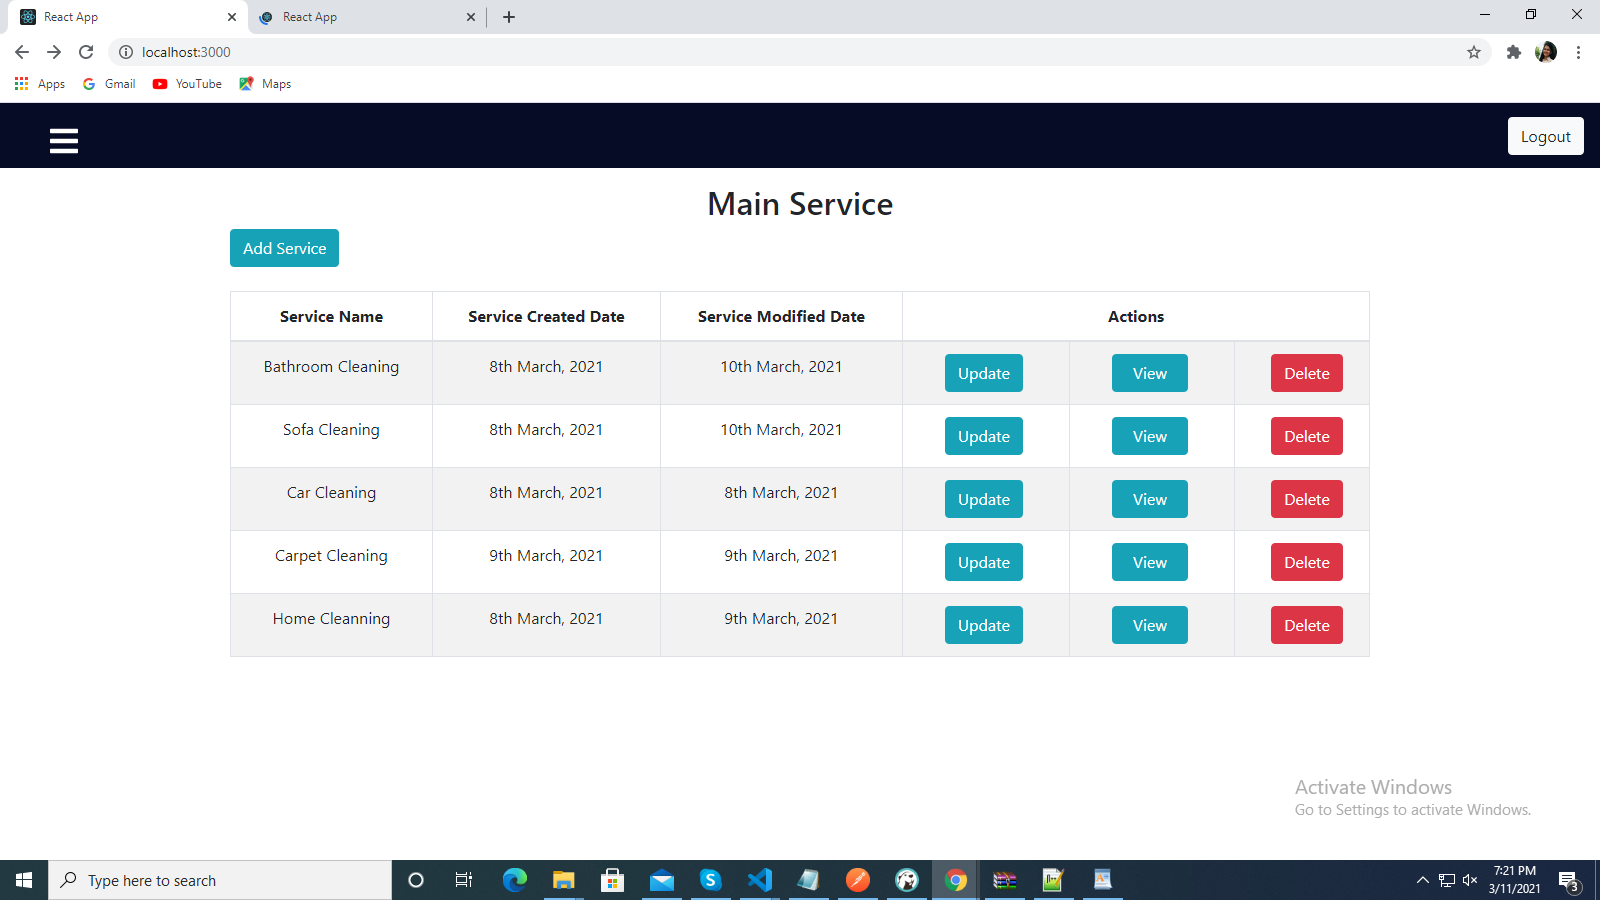 React App
React App
localhost:3000
Apps Gmail YouTube Maps
Logout
Main Service
Add Service
Service Name Service Created Date Service Modified Date Actions
Bathroom Cleaning 8th March, 2021 10th March, 2021 Update View Delete
Sofa Cleaning 8th March, 2021 10th March, 2021 Update View Delete
Car Cleaning 8th March, 2021 8th March, 2021 Update View Delete
Carpet Cleaning 9th March, 2021 9th March, 2021 Update View Delete
Home Cleanning 8th March, 2021 9th March, 2021 Update View Delete
Activate Windows
Go to Settings to activate Windows.
Type here to search
7:21 PM
3/11/2021
3